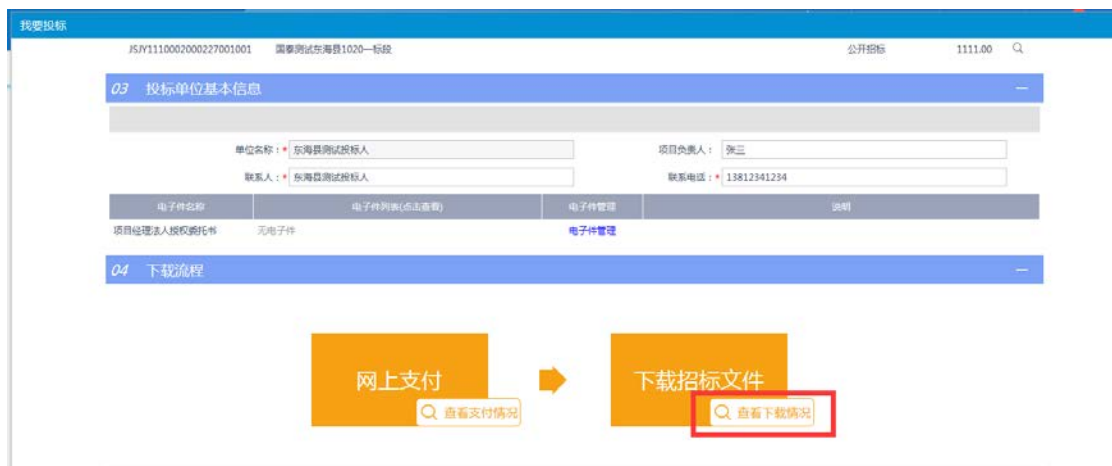 我要投标
JSJY1110002000227001001 国泰测试东海县1020一标段 公开招标 1111.00
03 投标单位基本信息
单位名称：* 东海县测试投标人 项目负责人： 张三
联系人：* 东海县测试投标人 联系电话：* 13812341234
电子件名称 电子件列表(点击查看) 电子件管理 说明
项目经理法人授权委托书 无电子件 电子件管理
04 下载流程
网上支付 下载招标文件
查看支付情况 查看下载情况